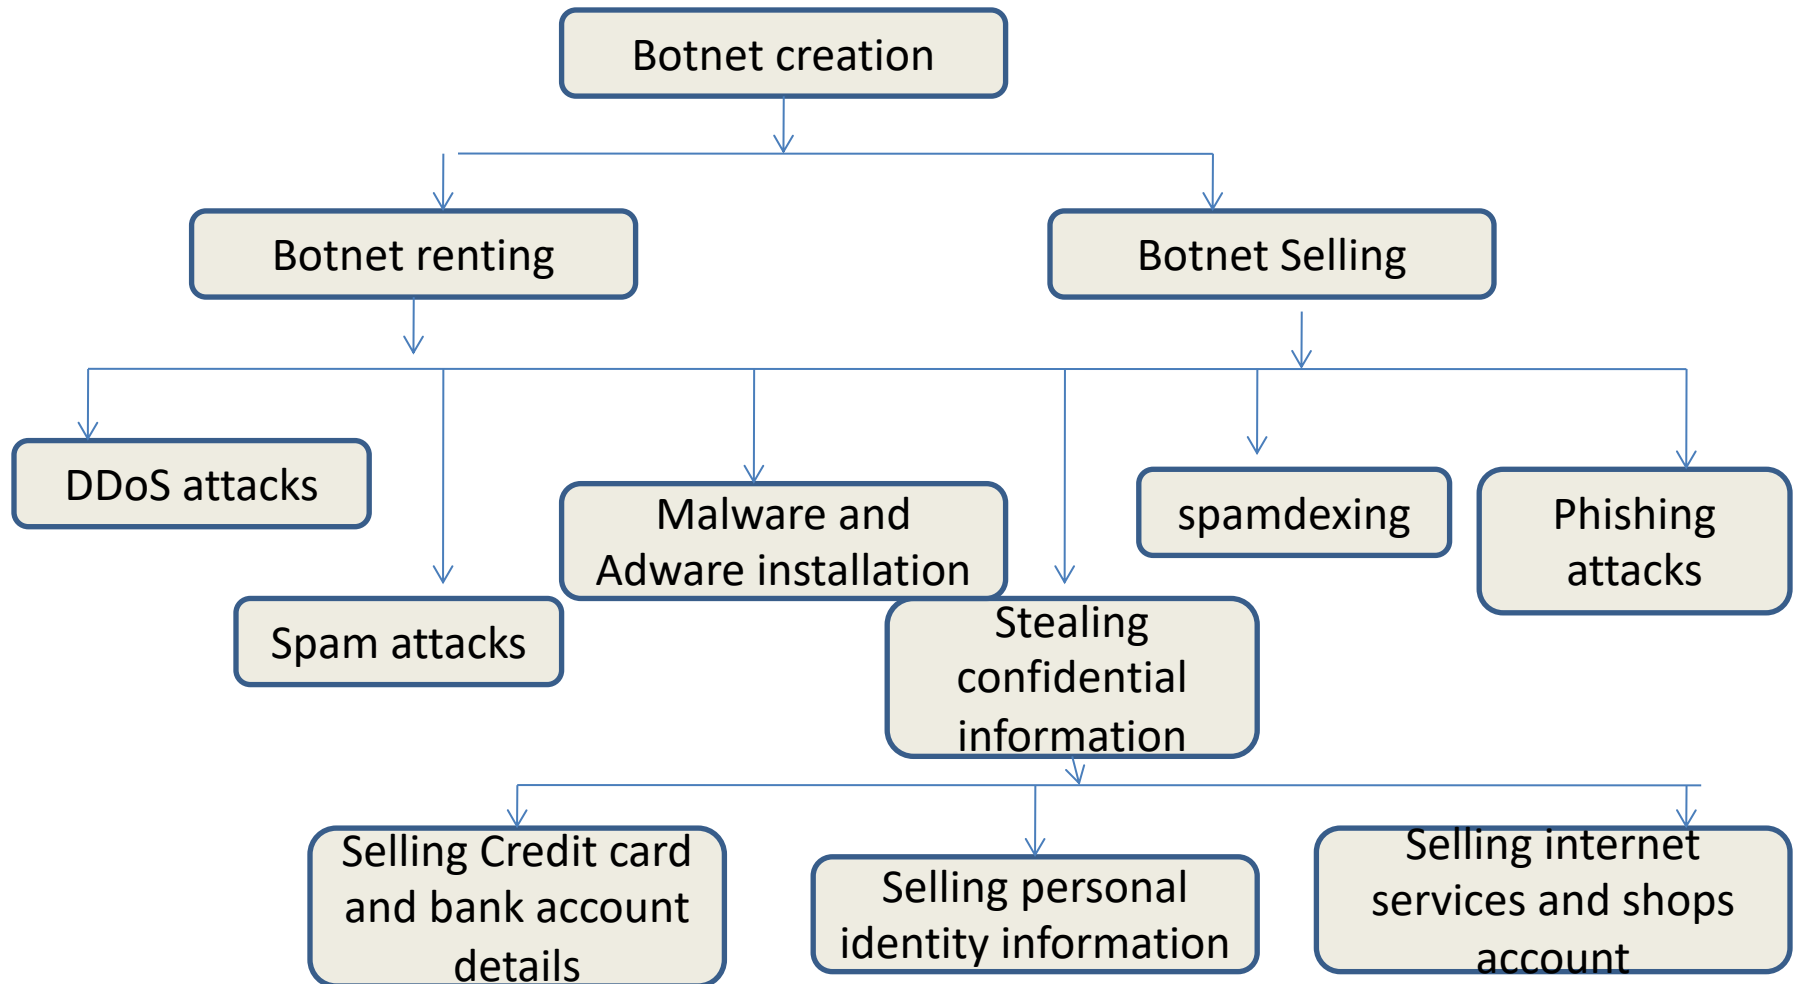 Botnet creation
Botnet renting
Botnet Selling
DDoS attacks
Spam attacks
Malware and
Adware installation
Stealing
confidential
information
spamdexing
Phishing
attacks
Selling Credit card
and bank account
details
Selling personal
identity information
Selling internet
services and shops
account